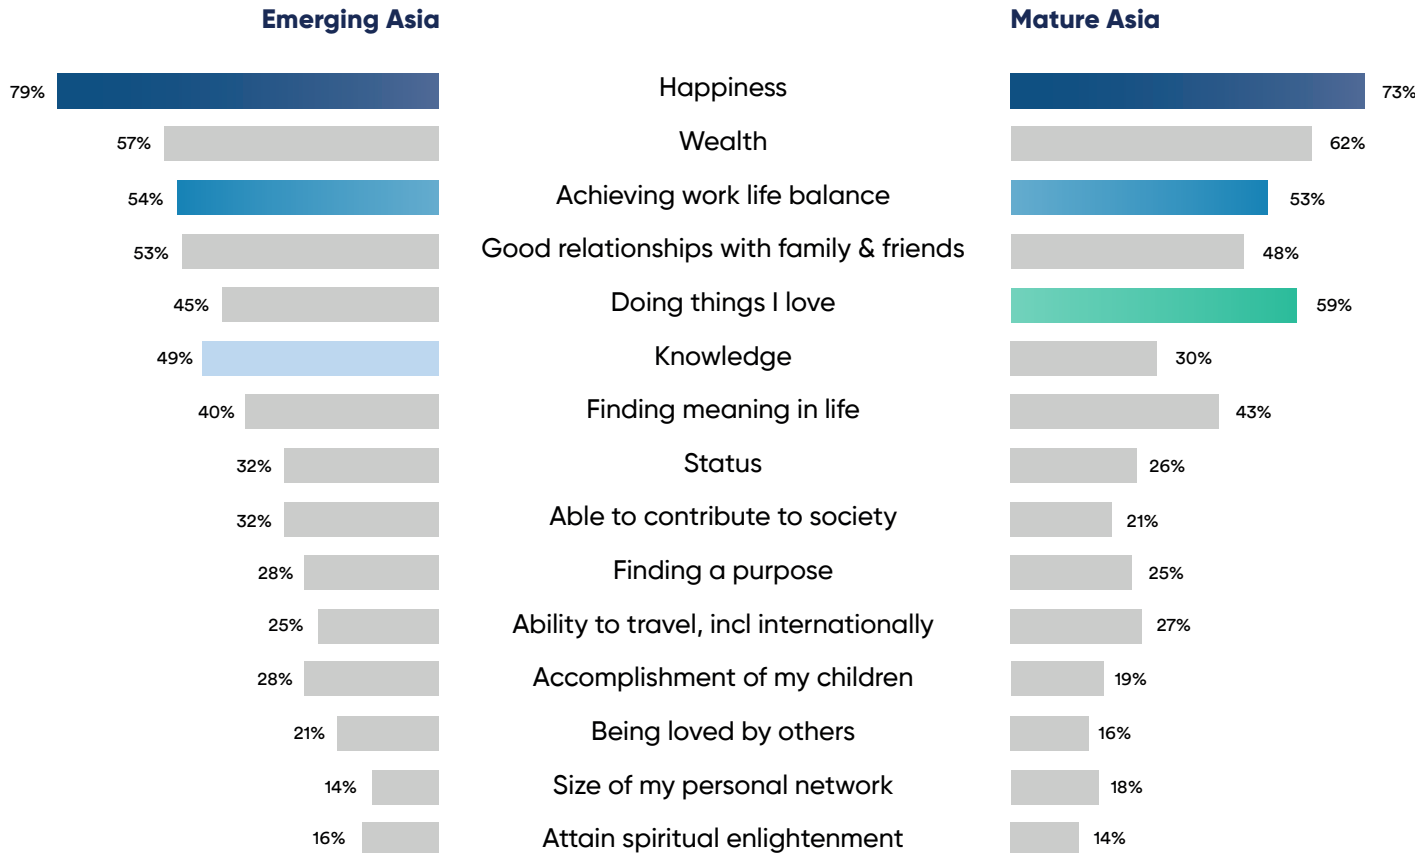 Emerging Asia Mature Asia
79% Happiness 73%
57% Wealth 62%
54% Achieving work life balance 53%
53% Good relationships with family & friends 48%
45% Doing things I love 59%
49% Knowledge 30%
40% Finding meaning in life 43%
32% Status 26%
32% Able to contribute to society 21%
28% Finding a purpose 25%
25% Ability to travel, incl internationally 27%
28% Accomplishment of my children 19%
21% Being loved by others 16%
14% Size of my personal network 18%
16% Attain spiritual enlightenment 14%